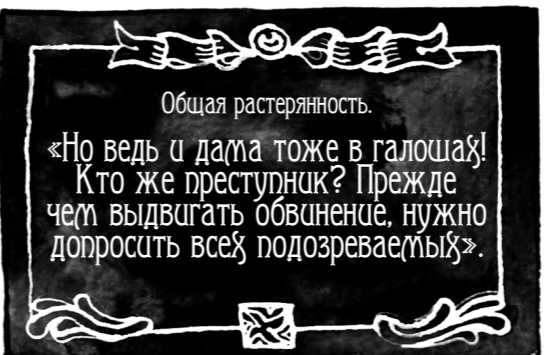 Общая растерянность.
«Но ведь и дама тоже в галошах!
Кто же преступник? Прежде
чем выдвигать обвинение, нужно
допросить всех подозреваемых».